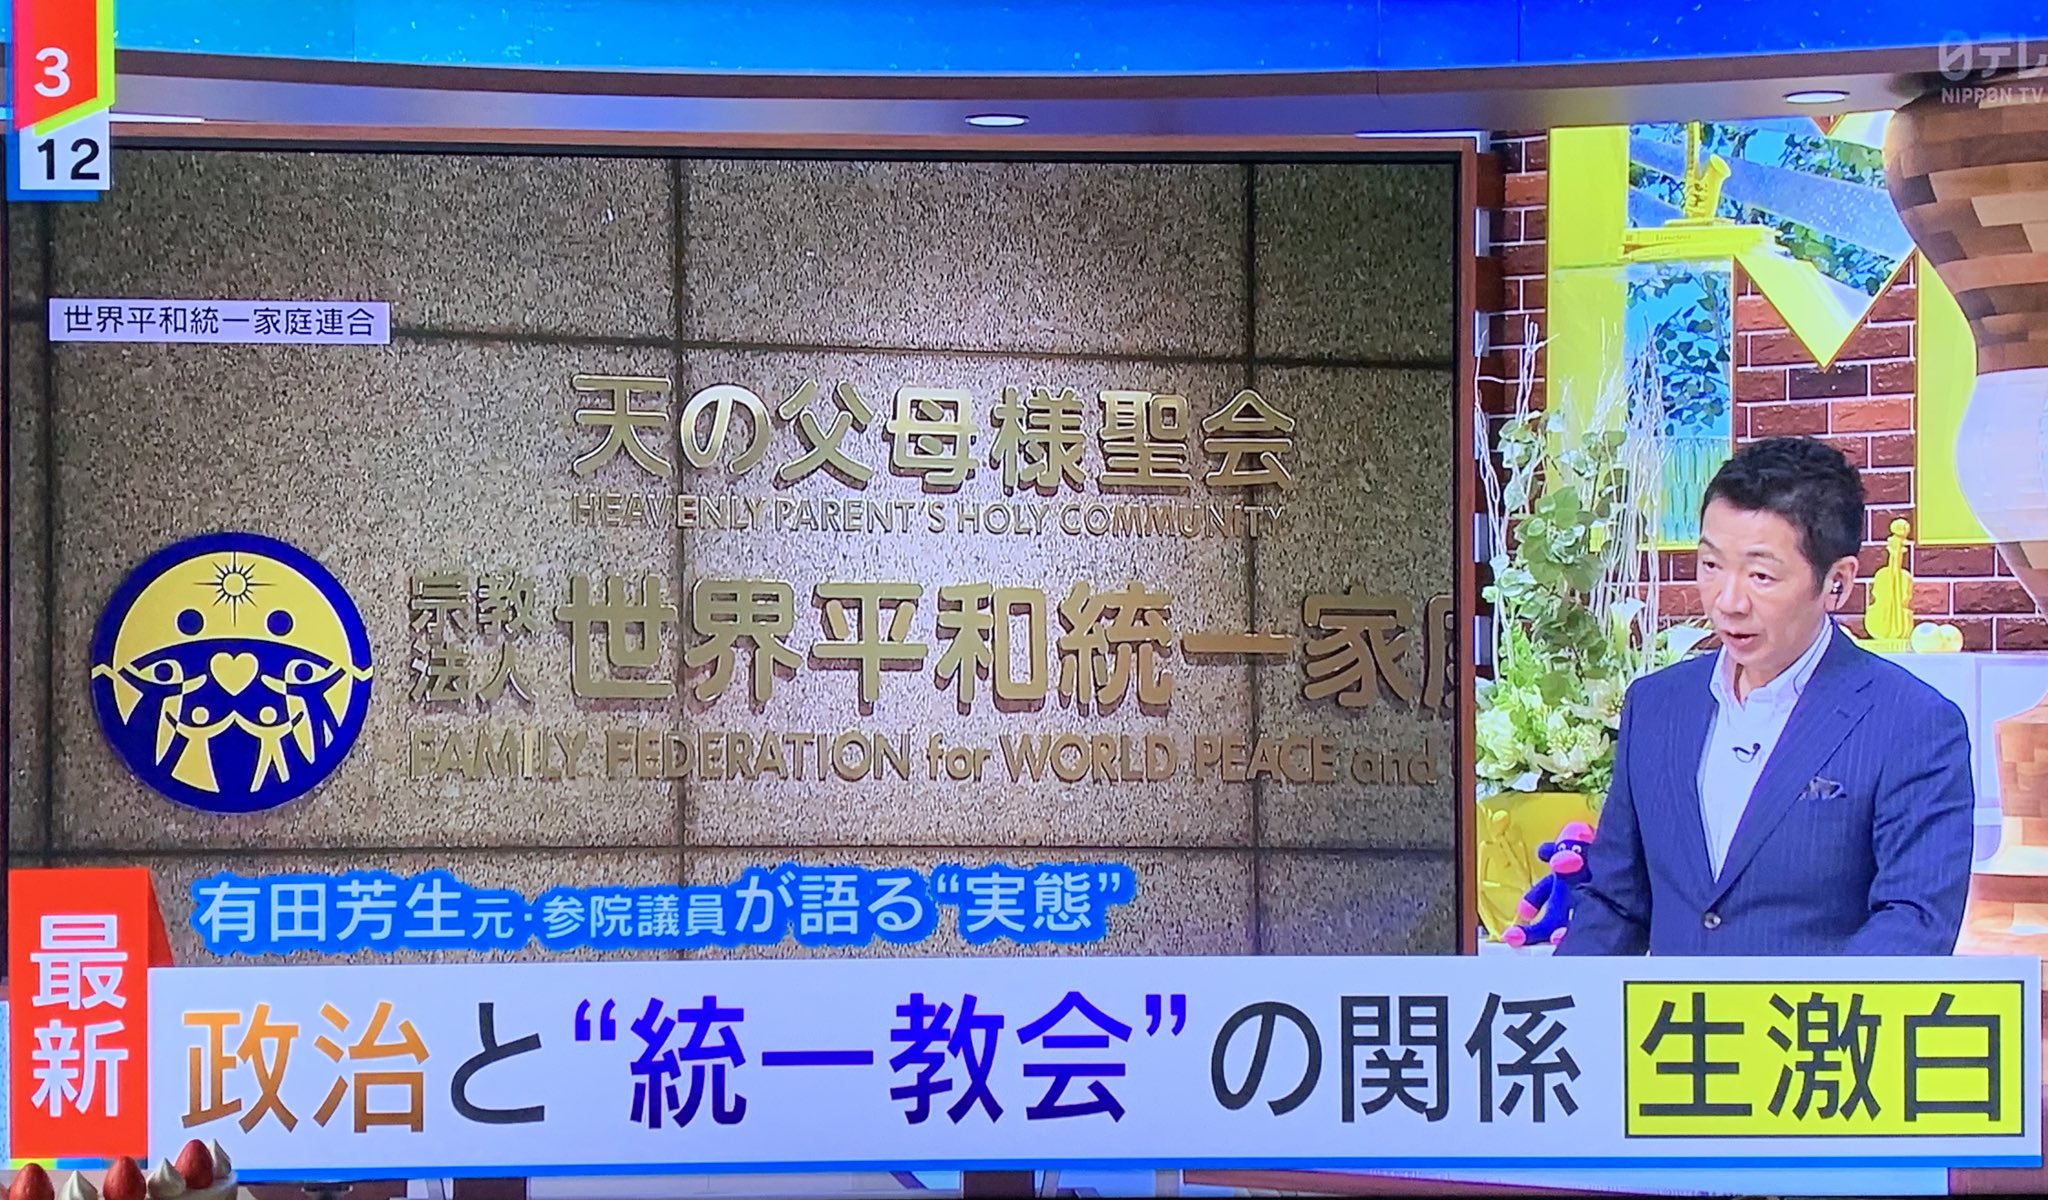 3
12
日テレ
NIPPON TV
世界平和統一家庭連合
天の父母様聖会
HEAVENLY PARENT'S HOLY COMMUNITY
宗教
法人
世界平和統一家庭
FAMILY FEDERATION for WORLD PEACE and
有田芳生元・参院議員が語る“実態”
最新
政治と“統一教会”の関係
生激白